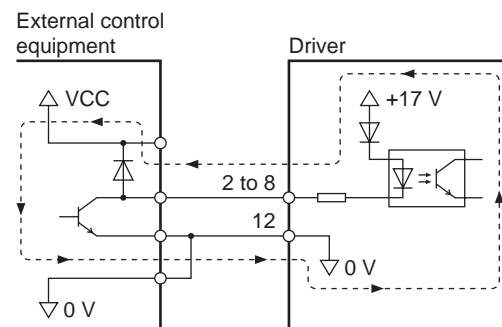 External control
equipment
Driver
VCC
+17 V
2 to 8
12
0 V
0 V